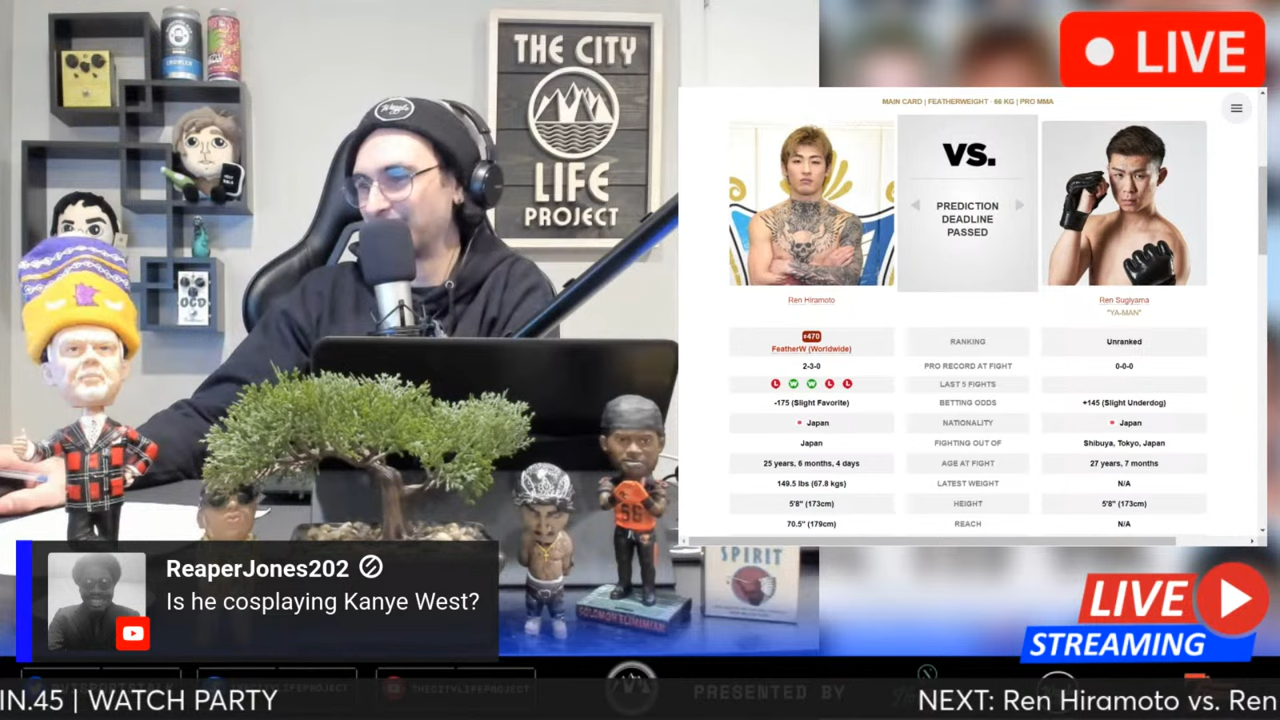 THE CITY
LIFE
PROJECT
OCD
LIVE
MAIN CARD | FEATHERWEIGHT · 66 KG | PRO MMA
VS.
PREDICTION
DEADLINE
PASSED
Ren Hiramoto
Ren Sugiyama
"YA-MAN"
+470
FeatherW (Worldwide)
RANKING
Unranked
2-3-0
PRO RECORD AT FIGHT
0-0-0
L W W L L
LAST 5 FIGHTS
-175 (Slight Favorite)
BETTING ODDS
+145 (Slight Underdog)
Japan
NATIONALITY
Japan
Japan
FIGHTING OUT OF
Shibuya, Tokyo, Japan
25 years, 6 months, 4 days
AGE AT FIGHT
27 years, 7 months
149.5 lbs (67.8 kgs)
LATEST WEIGHT
N/A
5'8" (173cm)
HEIGHT
5'8" (173cm)
70.5" (179cm)
REACH
N/A
56
SOLOMON ELIMIMIAN
SPIRIT
ReaperJones202
Is he cosplaying Kanye West?
LIVE
STREAMING
THECITYLIFEPROJECT
PRESENTED BY
IN.45 | WATCH PARTY
NEXT: Ren Hiramoto vs. Ren